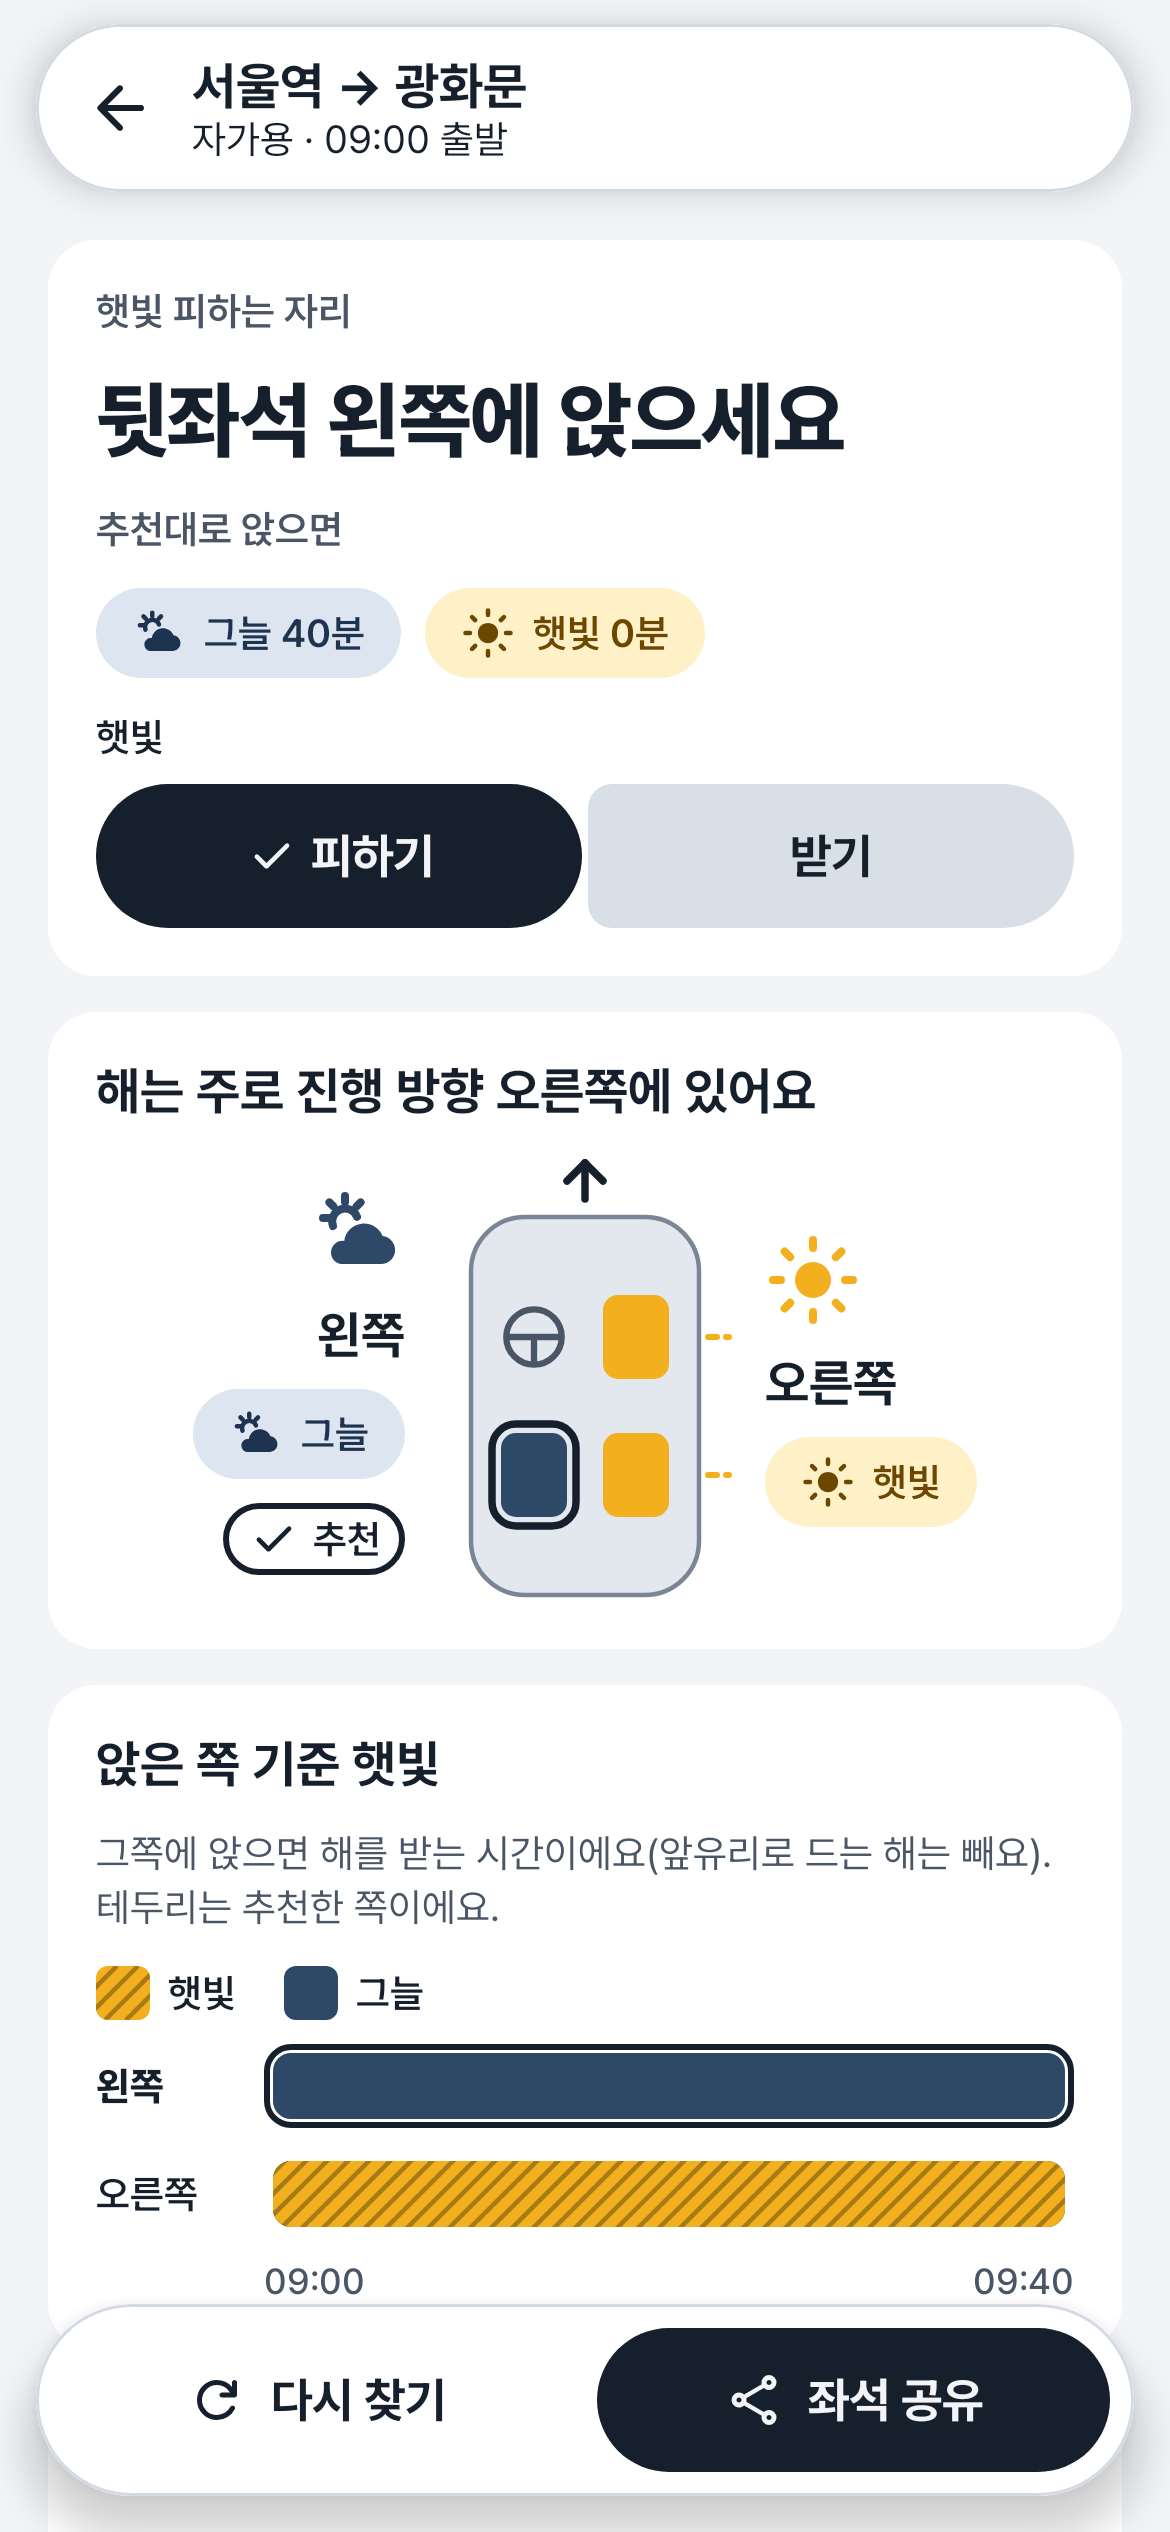 서울역 → 광화문
자가용 · 09:00 출발
햇빛 피하는 자리
뒷좌석 왼쪽에 앉으세요
추천대로 앉으면
그늘 40분
햇빛 0분
햇빛
피하기
받기
해는 주로 진행 방향 오른쪽에 있어요
왼쪽
그늘
추천
오른쪽
햇빛
앉은 쪽 기준 햇빛
그쪽에 앉으면 해를 받는 시간이에요(앞유리로 드는 해는 빼요).
테두리는 추천한 쪽이에요.
햇빛
그늘
왼쪽
오른쪽
09:00
09:40
다시 찾기
좌석 공유